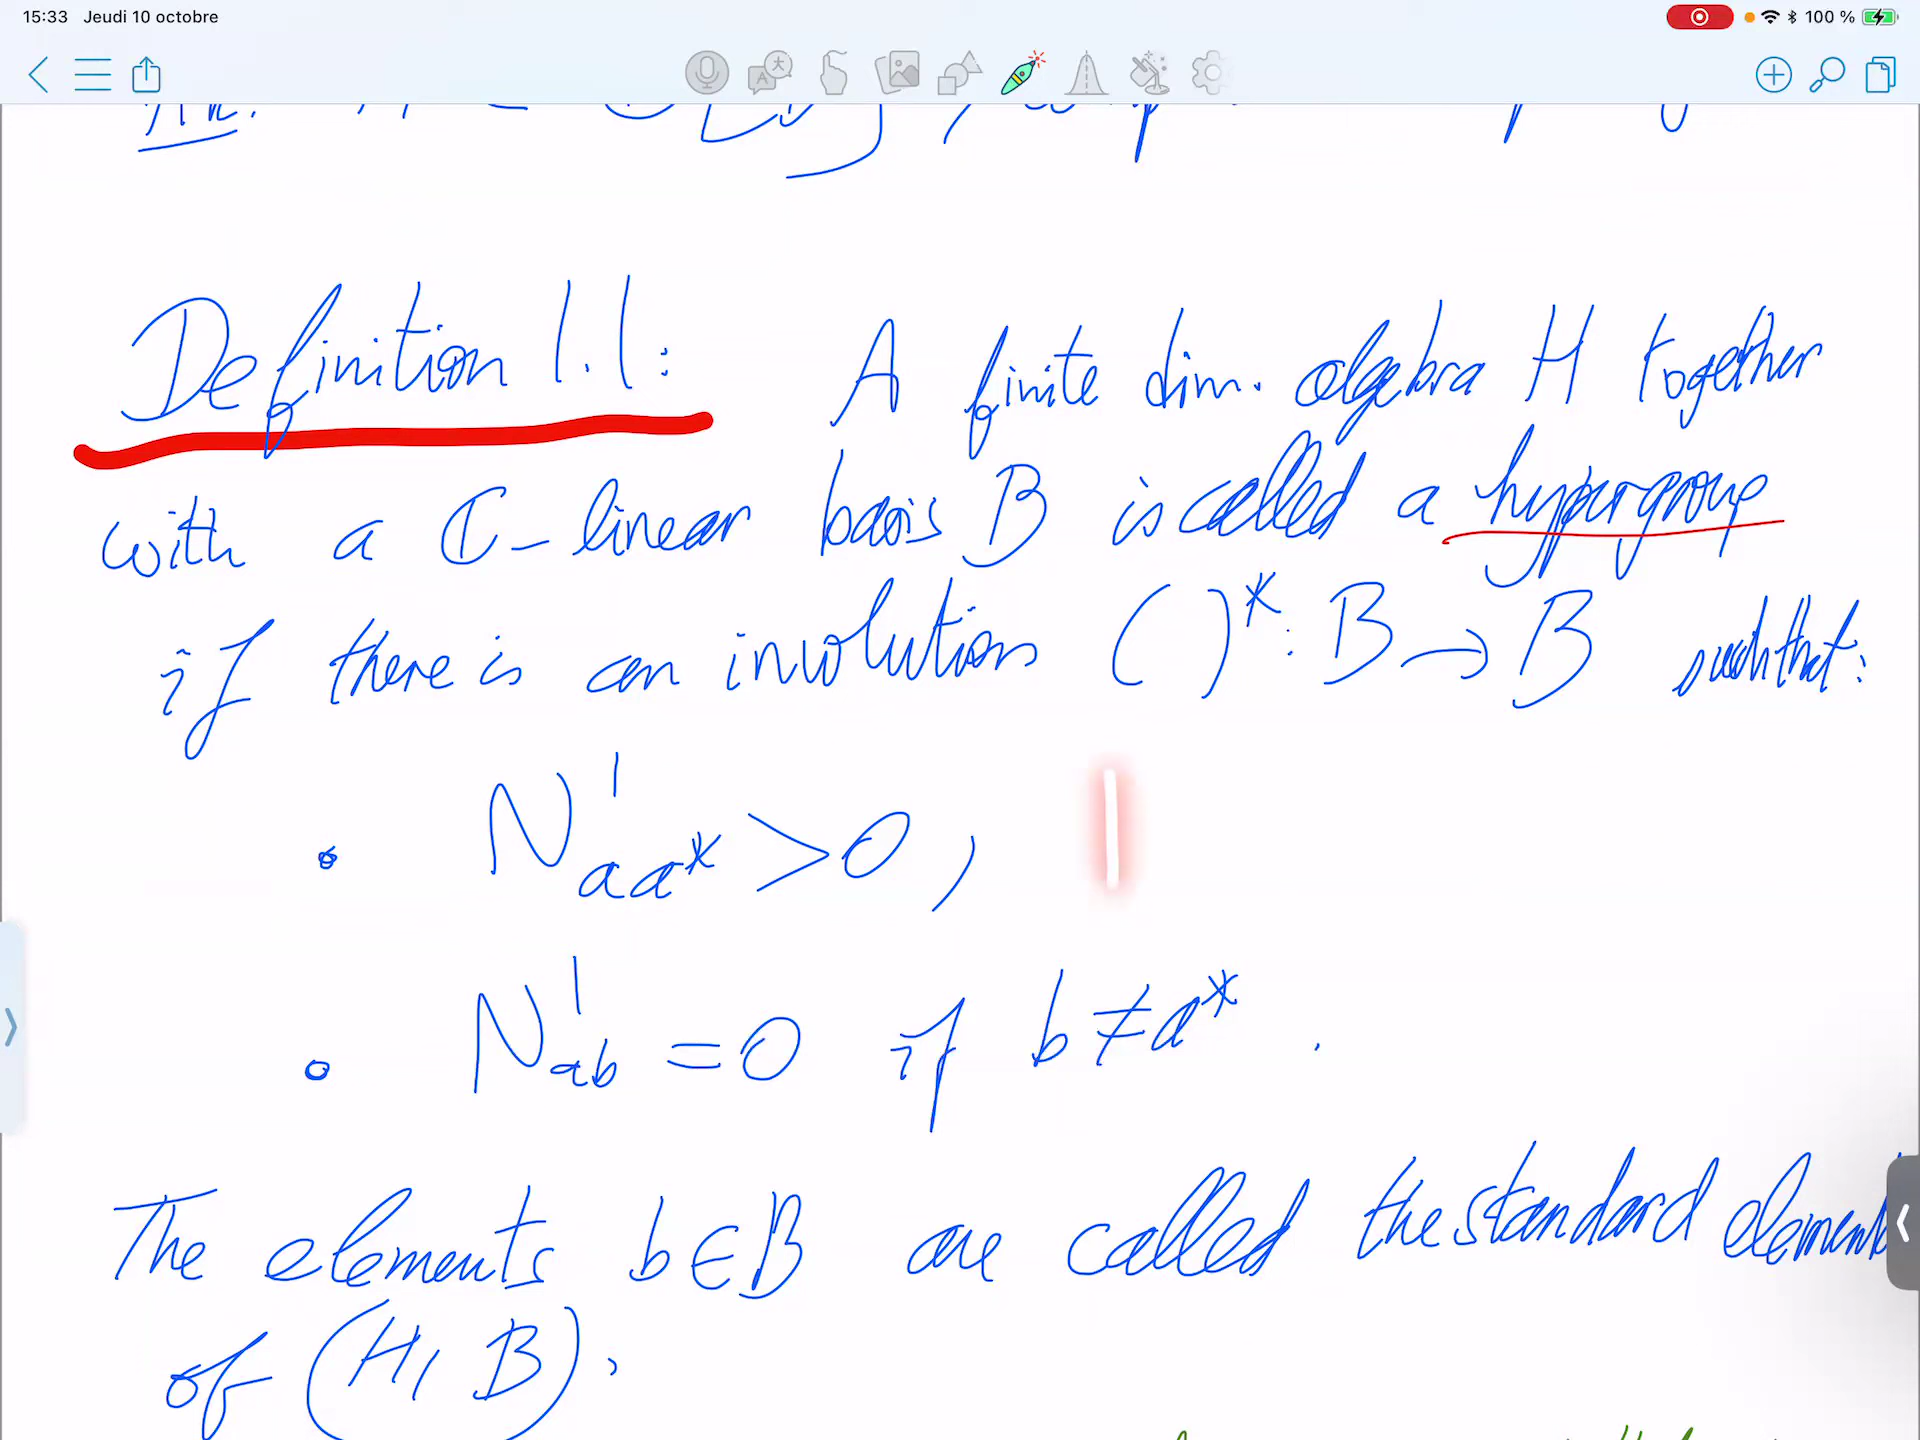 15:33 Jeudi 10 octobre 100 %
Definition 1.1: A finite dim. algebra H together
with a ℂ-linear basis B is called a hypergroup
if there is an involution ( )*: B → B such that:
• N¹aa* > 0,
• N¹ab = 0 if b ≠ a*.
The elements b ∈ B are called the standard element
of (H, B).